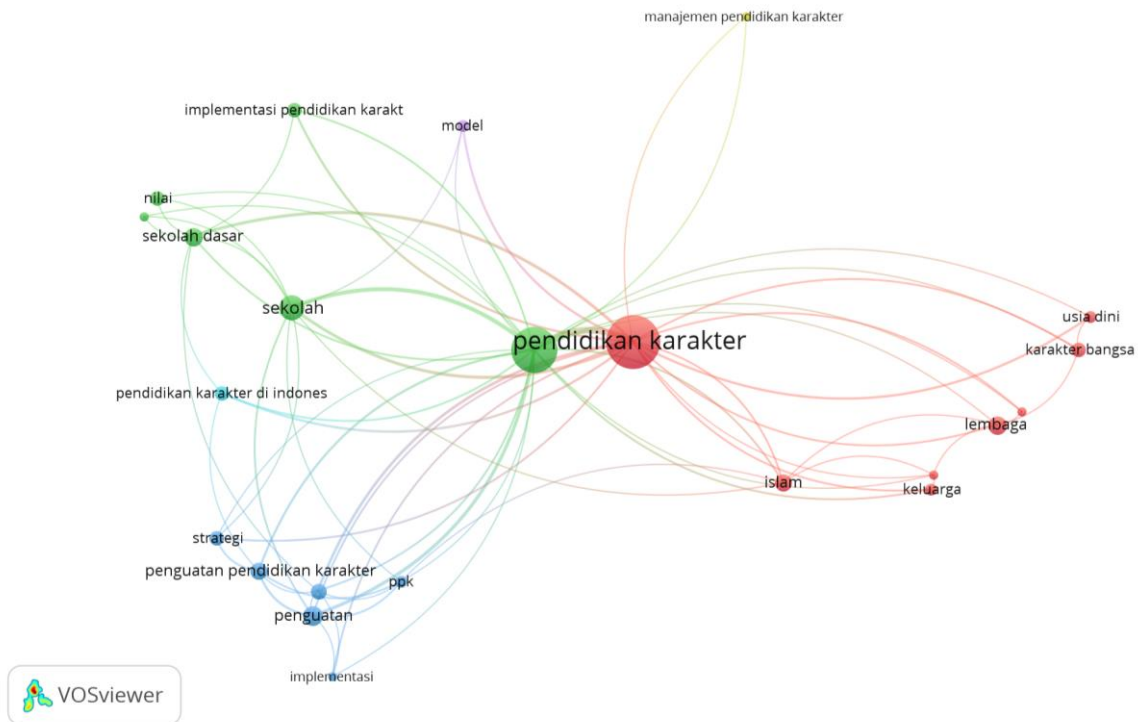 manajemen pendidikan karakter
implementasi pendidikan karakt
model
nilai
sekolah dasar
sekolah
usia dini
pendidikan karakter
karakter bangsa
pendidikan karakter di indones
lembaga
islam
keluarga
strategi
penguatan pendidikan karakter
ppk
penguatan
implementasi
VOSviewer